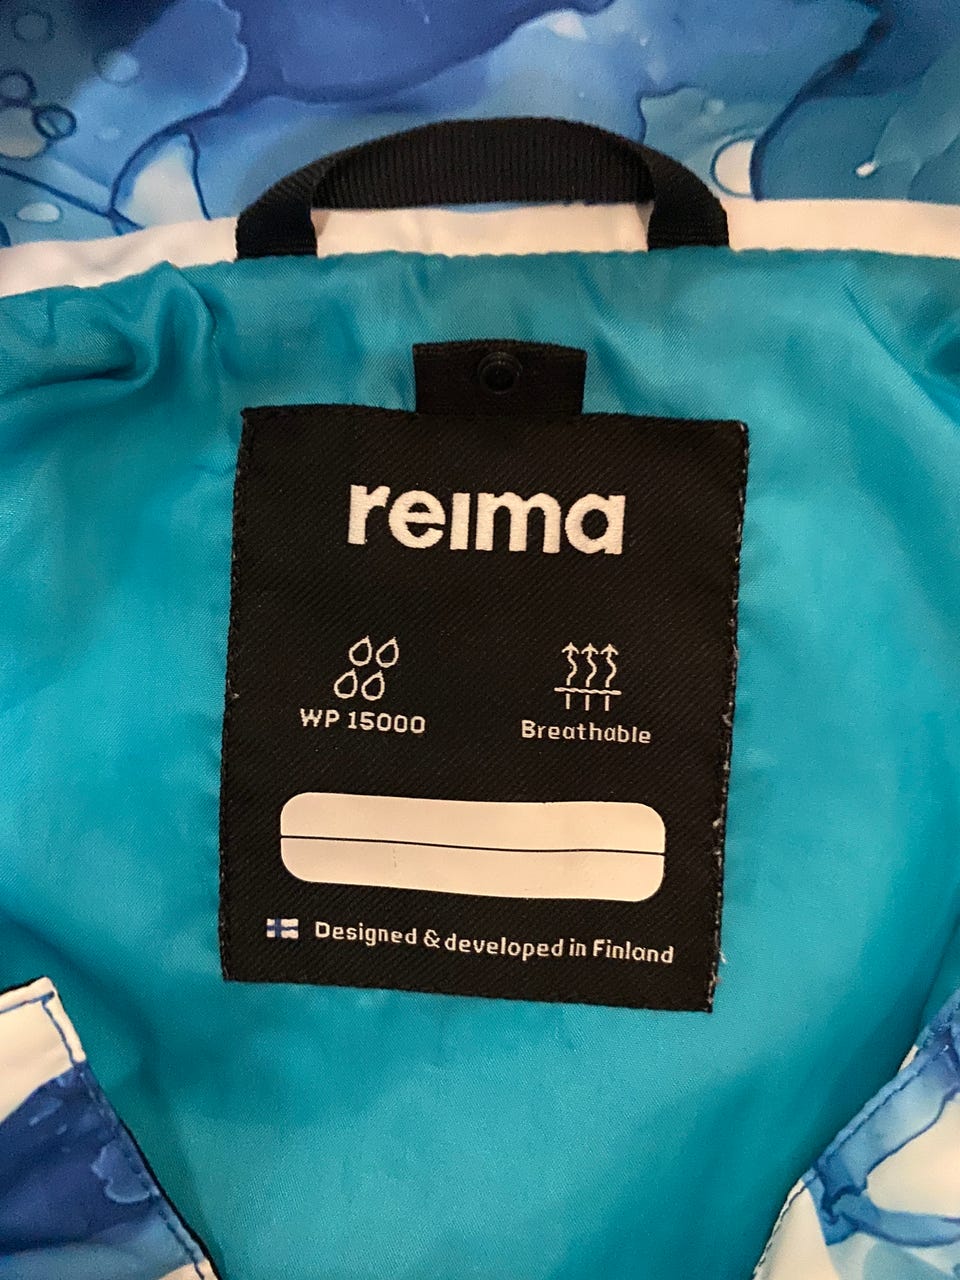 reima
WP 15000
Breathable
Designed & developed in Finland